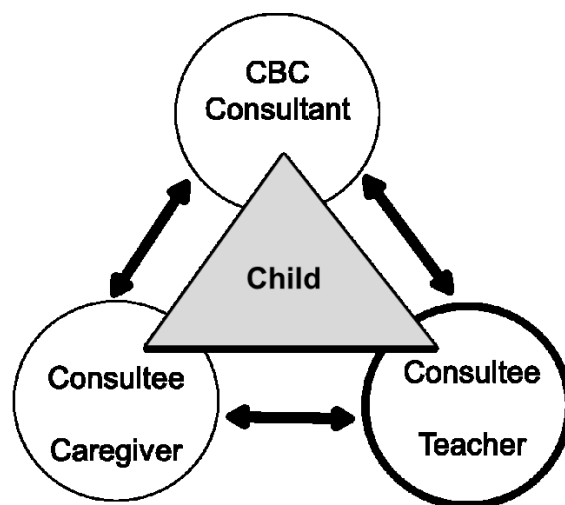 CBC
Consultant
Child
Consultee
Caregiver
Consultee
Teacher